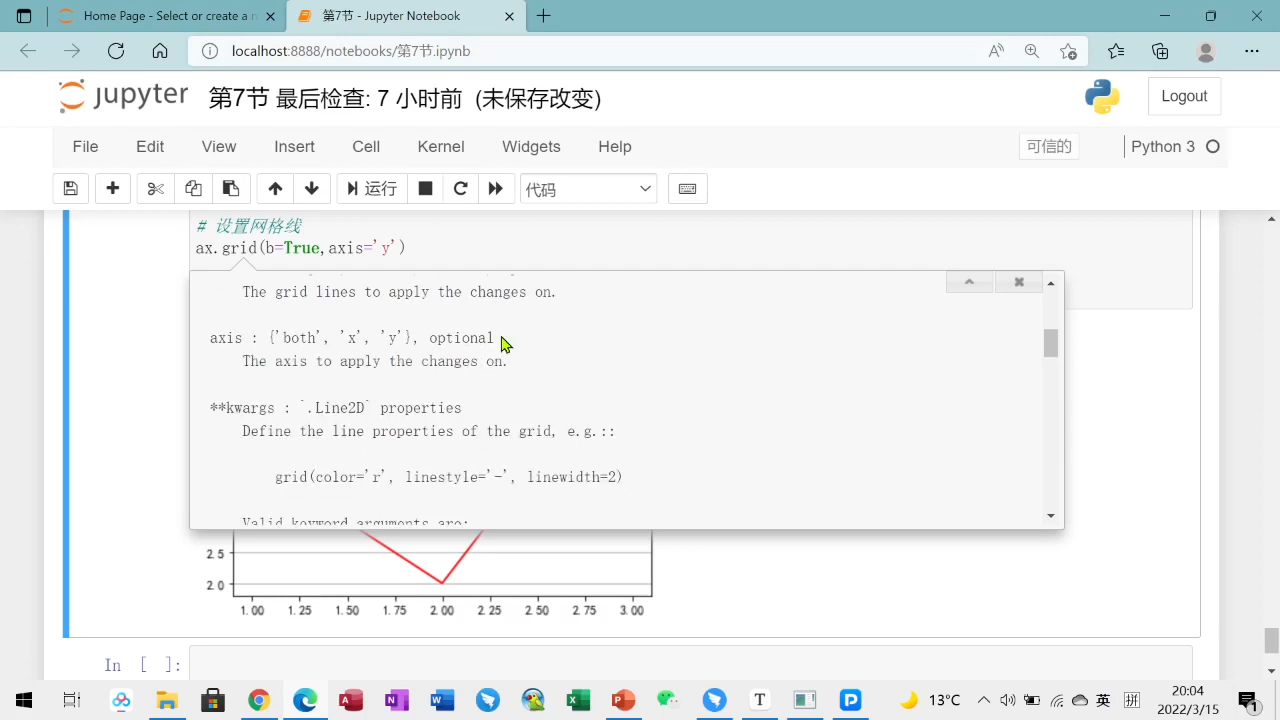 Home Page - Select or create a n
第7节 - Jupyter Notebook
localhost:8888/notebooks/第7节.ipynb
jupyter 第7节 最后检查: 7 小时前 (未保存改变)
Logout
File Edit View Insert Cell Kernel Widgets Help
可信的 Python 3
运行 代码
# 设置网格线
ax.grid(b=True,axis='y')
The grid lines to apply the changes on.
axis : {'both', 'x', 'y'}, optional
The axis to apply the changes on.
**kwargs : `.Line2D` properties
Define the line properties of the grid, e.g.::
grid(color='r', linestyle='-', linewidth=2)
Valid keyword arguments are:
2.5
2.0
1.00 1.25 1.50 1.75 2.00 2.25 2.50 2.75 3.00
In [ ]:
13°C 英 拼 20:04
2022/3/15